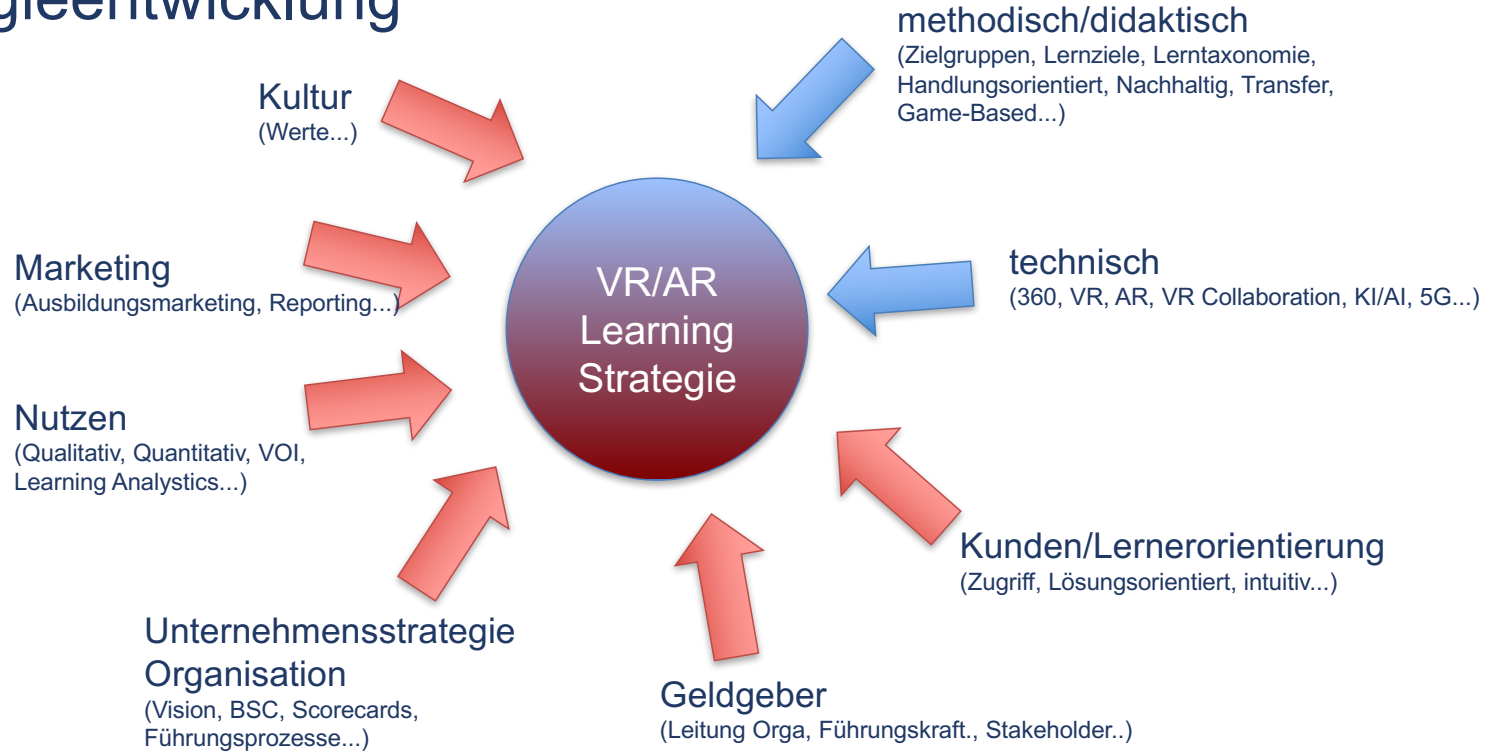 gieentwicklung
methodisch/didaktisch
(Zielgruppen, Lernziele, Lerntaxonomie,
Handlungsorientiert, Nachhaltig, Transfer,
Game-Based...)
Kultur
(Werte...)
Marketing
(Ausbildungsmarketing, Reporting...)
technisch
(360, VR, AR, VR Collaboration, KI/AI, 5G...)
VR/AR
Learning
Strategie
Nutzen
(Qualitativ, Quantitativ, VOI,
Learning Analystics...)
Kunden/Lernerorientierung
(Zugriff, Lösungsorientiert, intuitiv...)
Unternehmensstrategie
Organisation
(Vision, BSC, Scorecards,
Führungsprozesse...)
Geldgeber
(Leitung Orga, Führungskraft., Stakeholder..)